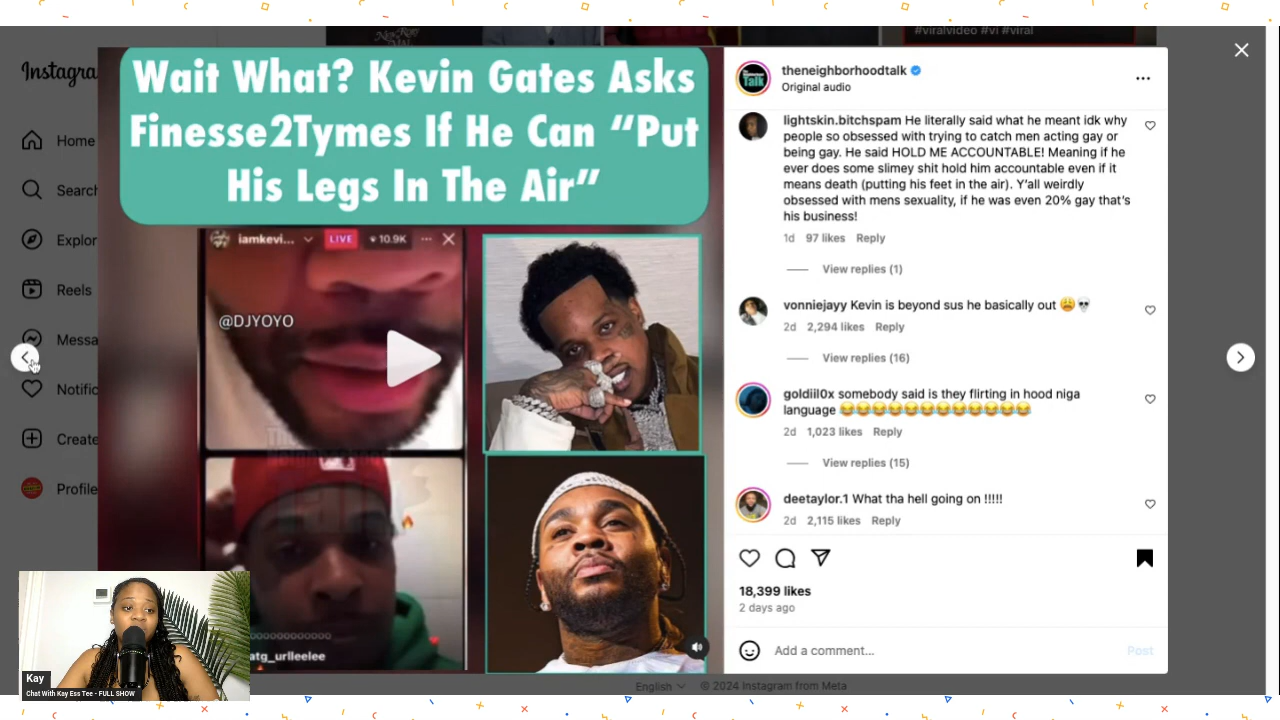 #viralvideo #vi #viral
Instagra
Home
Search
Explor
Reels
Messa
Notific
Create
Profile
Wait What? Kevin Gates Asks
Finesse2Tymes If He Can “Put
His Legs In The Air”
iamkevi...
LIVE
10.9K
@DJYOYO
atg_urlleelee
Kay
Chat With Kay Ess Tee - FULL SHOW
theneighborhoodtalk
Original audio
lightskin.bitchspam He literally said what he meant idk why
people so obsessed with trying to catch men acting gay or
being gay. He said HOLD ME ACCOUNTABLE! Meaning if he
ever does some slimey shit hold him accountable even if it
means death (putting his feet in the air). Y'all weirdly
obsessed with mens sexuality, if he was even 20% gay that's
his business!
1d 97 likes Reply
View replies (1)
vonniejayy Kevin is beyond sus he basically out 😩💀
2d 2,294 likes Reply
View replies (16)
goldiil0x somebody said is they flirting in hood niga
language 😂😂😂😂😂😂😂😂😂😂😂😂
2d 1,023 likes Reply
View replies (15)
deetaylor.1 What tha hell going on !!!!!
2d 2,115 likes Reply
18,399 likes
2 days ago
Add a comment...
Post
English
© 2024 Instagram from Meta